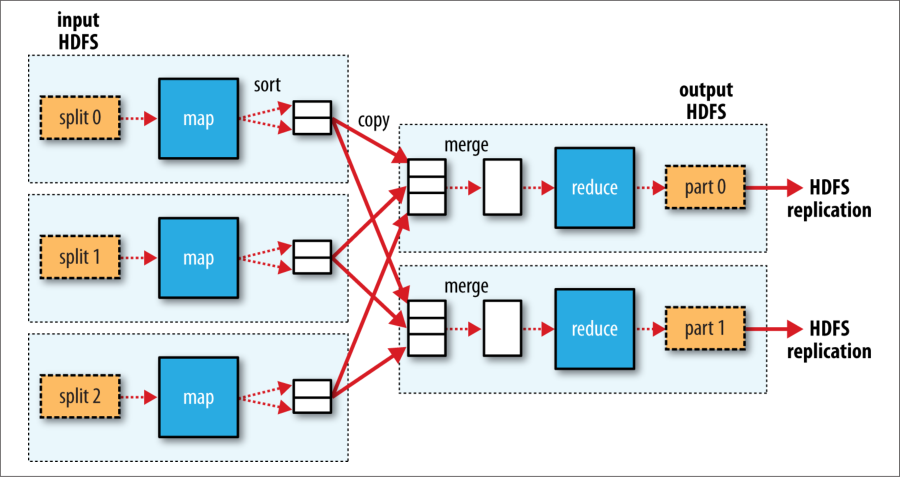 input
HDFS
split 0
map
sort
copy
split 1
map
split 2
map
output
HDFS
merge
reduce
part 0
HDFS
replication
merge
reduce
part 1
HDFS
replication